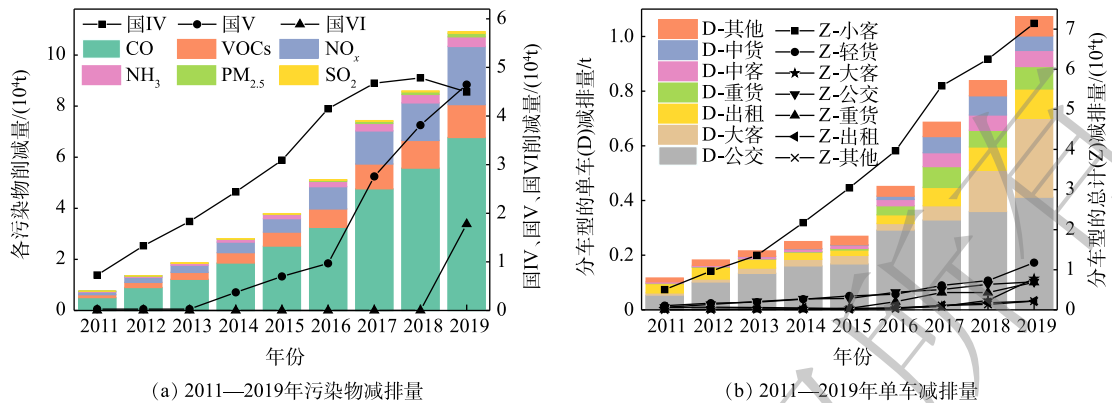 国IV 国V 国VI
CO VOCs NOx
NH3 PM2.5 SO2
各污染物削减量/(10⁴t)
10
8
6
4
2
0
国IV、国V、国VI削减量/(10⁴t)
6
5
4
3
2
1
0
2011 2012 2013 2014 2015 2016 2017 2018 2019
年份
(a) 2011—2019年污染物减排量
D-其他 Z-小客
D-中货 Z-轻货
D-中客 Z-大客
D-重货 Z-公交
D-出租 Z-重货
D-大客 Z-出租
D-公交 Z-其他
分车型的单车(D)减排量/t
1.0
0.8
0.6
0.4
0.2
0
分车型的总计(Z)减排量/(10⁴t)
7
6
5
4
3
2
1
0
2011 2012 2013 2014 2015 2016 2017 2018 2019
年份
(b) 2011—2019年单车减排量